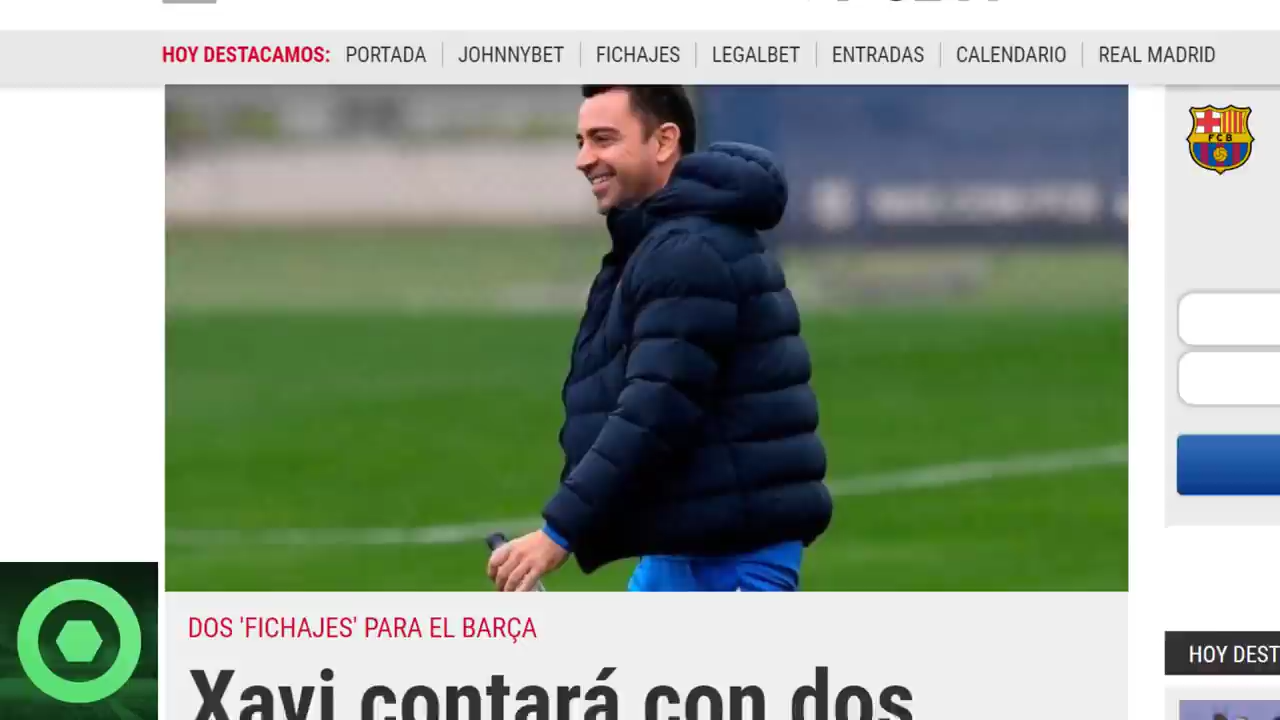 HOY DESTACAMOS: PORTADA JOHNNYBET FICHAJES LEGALBET ENTRADAS CALENDARIO REAL MADRID
FCB
DOS 'FICHAJES' PARA EL BARÇA
Xavi contará con dos
HOY DEST